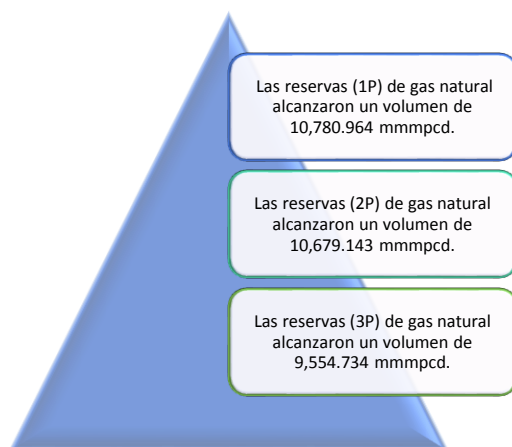 Las reservas (1P) de gas natural
alcanzaron un volumen de
10,780.964 mmmpcd.
Las reservas (2P) de gas natural
alcanzaron un volumen de
10,679.143 mmmpcd.
Las reservas (3P) de gas natural
alcanzaron un volumen de
9,554.734 mmmpcd.